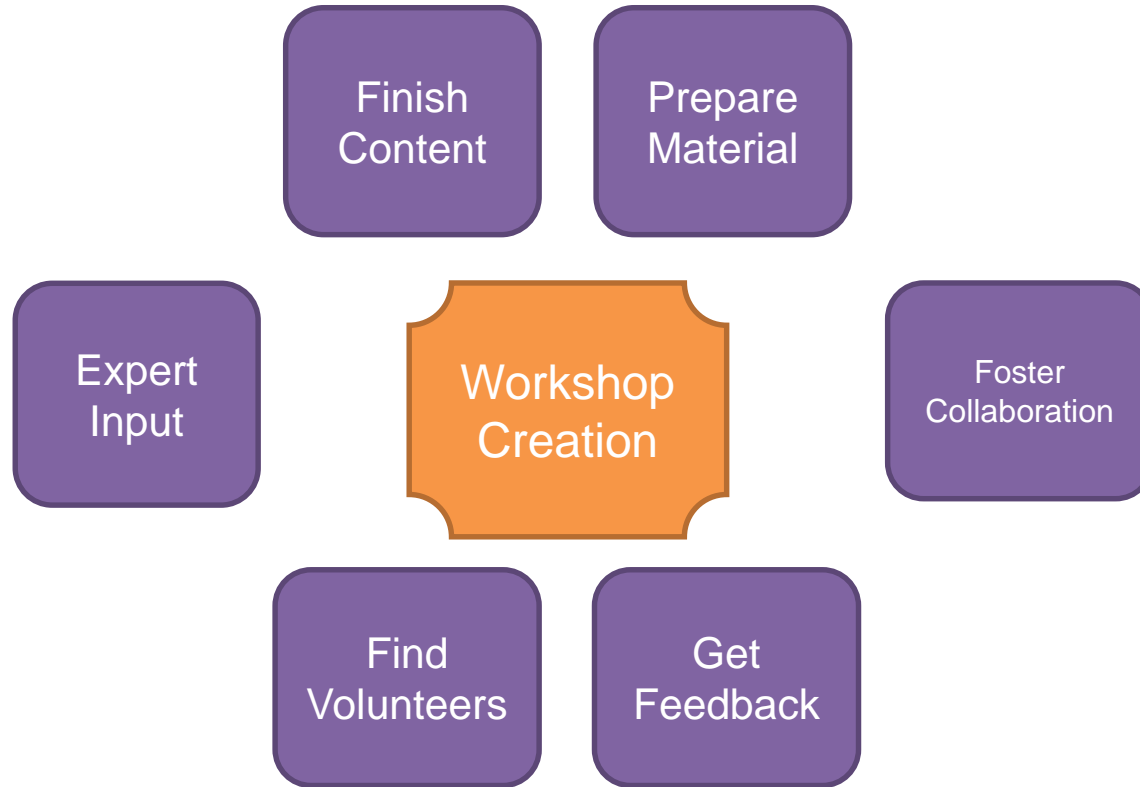 Finish
Content
Prepare
Material
Expert
Input
Workshop
Creation
Foster
Collaboration
Find
Volunteers
Get
Feedback